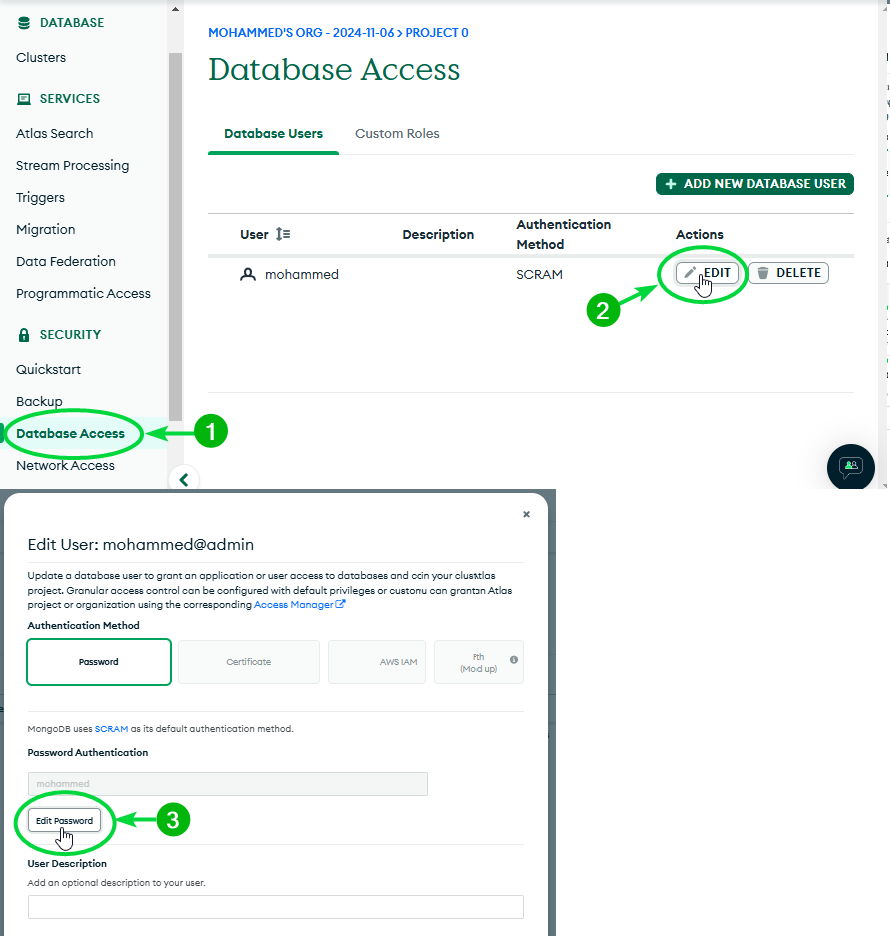 DATABASE
Clusters
SERVICES
Atlas Search
Stream Processing
Triggers
Migration
Data Federation
Programmatic Access
SECURITY
Quickstart
Backup
Database Access
1
Network Access
MOHAMMED'S ORG - 2024-11-06 > PROJECT 0
Database Access
Database Users Custom Roles
+ ADD NEW DATABASE USER
User Description Authentication Method Actions
mohammed SCRAM EDIT DELETE
2
×
Edit User: mohammed@admin
Update a database user to grant an application or user access to databases and coin your clustatlas
project. Granular access control can be configured with default privileges or customu can grantan Atlas
project or organization using the corresponding Access Manager
Authentication Method
Password Certificate AWS IAM
(Mod up)
MongoDB uses SCRAM as its default authentication method.
Password Authentication
mohammed
Edit Password
3
User Description
Add an optional description to your user.